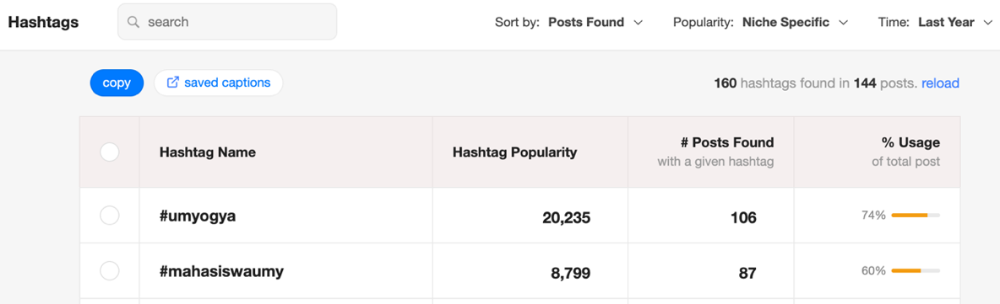 Hashtags
search
Sort by: Posts Found
Popularity: Niche Specific
Time: Last Year
copy
saved captions
160 hashtags found in 144 posts. reload
Hashtag Name
Hashtag Popularity
# Posts Found
with a given hashtag
% Usage
of total post
#umyogya
20,235
106
74%
#mahasiswaumy
8,799
87
60%